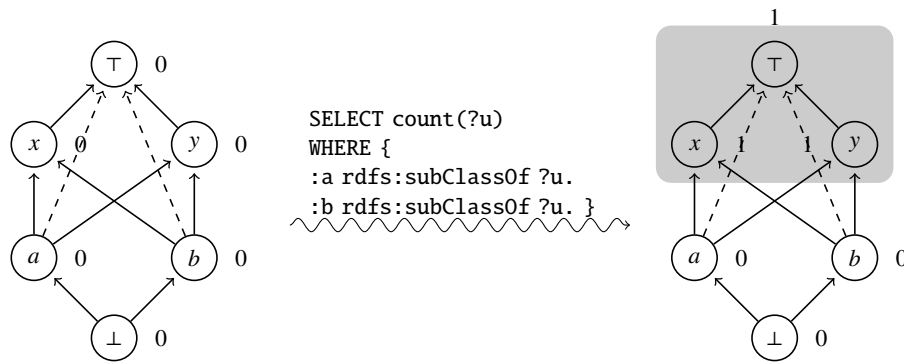 1
⊤ 0 ⊤
SELECT count(?u)
x 0 y 0 WHERE { x 1 1 y
:a rdfs:subClassOf ?u.
:b rdfs:subClassOf ?u. }
a 0 b 0 a 0 b 0
⊥ 0 ⊥ 0